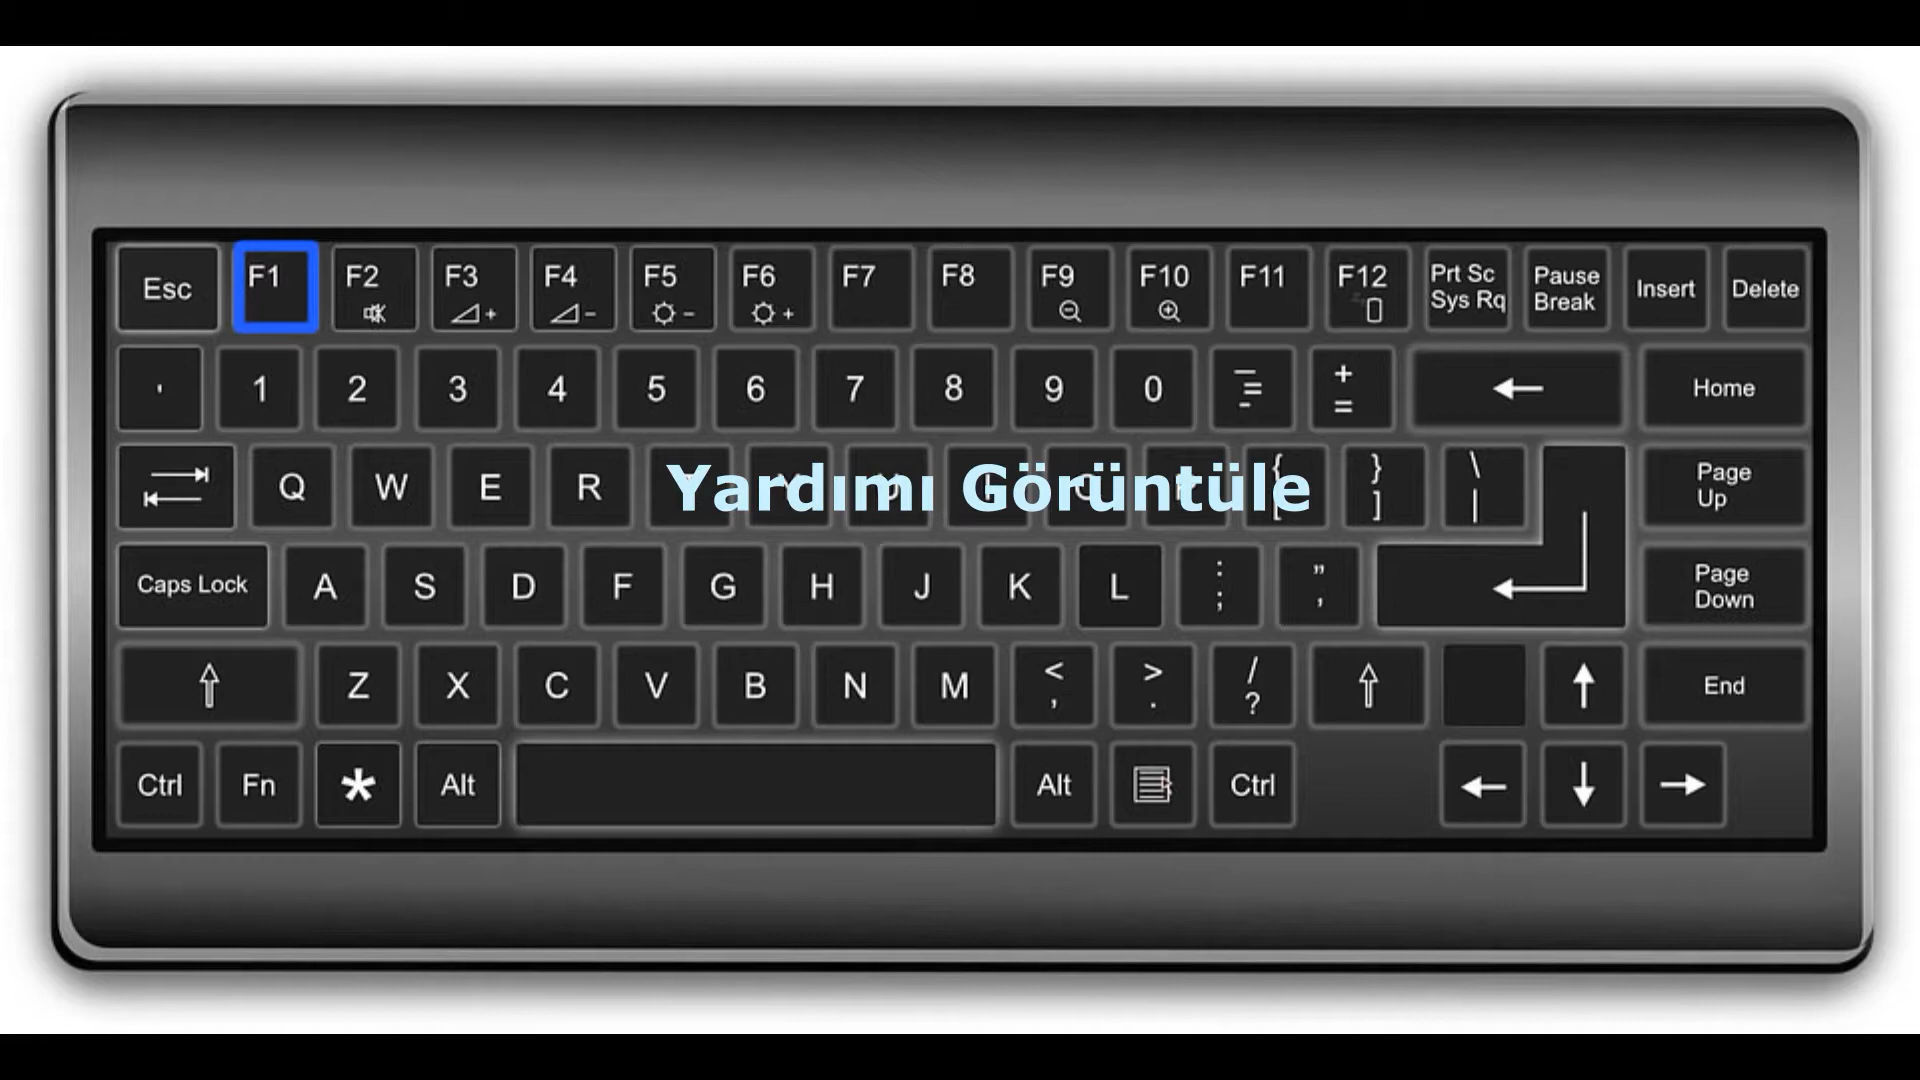 Esc F1 F2 F3 + F4 - F5 - F6 + F7 F8 F9 F10 F11 F12 Prt Sc Sys Rq Pause Break Insert Delete
' 1 2 3 4 5 6 7 8 9 0 - = + = Home
Q W E R { [ } ] \ | Page Up
Yardımı Görüntüle
Caps Lock A S D F G H J K L : ; " , Page Down
Z X C V B N M < , > . / ? End
Ctrl Fn * Alt Alt Ctrl